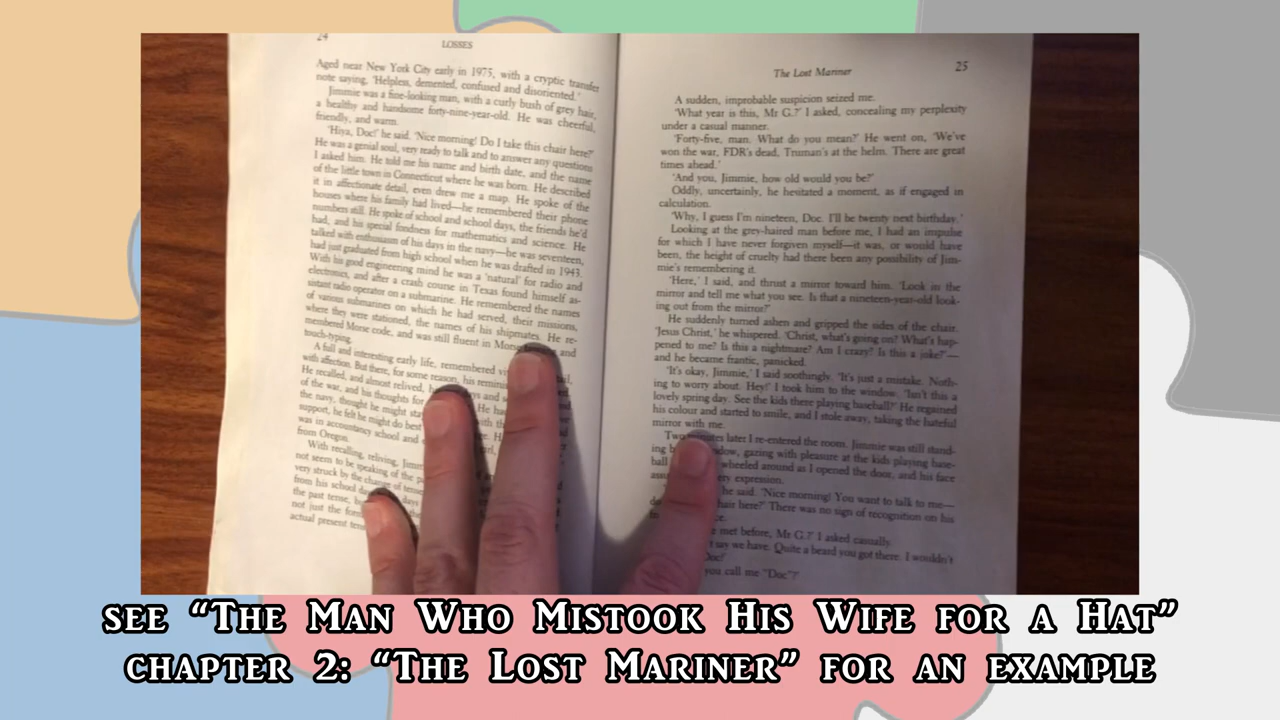 24
LOSSES
Aged near New York City early in 1975, with a cryptic transfer
note saying, 'Helpless, demented, confused and disoriented.'
Jimmie was a fine-looking man, with a curly bush of grey hair,
a healthy and handsome forty-nine-year-old. He was cheerful,
friendly, and warm.
'Hiya, Doc!' he said. 'Nice morning! Do I take this chair here?'
He was a genial soul, very ready to talk and to answer any questions
I asked him. He told me his name and birth date, and the name
of the little town in Connecticut where he was born. He described
it in affectionate detail, even drew me a map. He spoke of the
houses where his family had lived—he remembered their phone
numbers still. He spoke of school and school days, the friends he'd
had, and his special fondness for mathematics and science. He
talked with enthusiasm of his days in the navy—he was seventeen,
had just graduated from high school when he was drafted in 1943.
With his good engineering mind he was a 'natural' for radio and
electronics, and after a crash course in Texas found himself as-
sistant radio operator on a submarine. He remembered the names
of various submarines on which he had served, their missions,
where they were stationed, the names of his shipmates. He re-
membered Morse code, and was still fluent in Morse and
touch-typing.
A full and interesting early life, remembered
with affection. But there, for some reason, his
He recalled, and almost relived,
of the war, and his thoughts for
the navy, thought he might
support, he felt he might do best
was in accountancy school and
from Oregon.
With recalling, reliving,
not seem to be speaking of the
very struck by the change of
from his school days
the past tense,
not just the
actual present
The Lost Mariner
25
A sudden, improbable suspicion seized me.
'What year is this, Mr G.?' I asked, concealing my perplexity
under a casual manner.
'Forty-five, man. What do you mean?' He went on, 'We've
won the war, FDR's dead, Truman's at the helm. There are great
times ahead.'
'And you, Jimmie, how old would you be?'
Oddly, uncertainly, he hesitated a moment, as if engaged in
calculation.
'Why, I guess I'm nineteen, Doc. I'll be twenty next birthday.'
Looking at the grey-haired man before me, I had an impulse
for which I have never forgiven myself—it was, or would have
been, the height of cruelty had there been any possibility of Jim-
mie's remembering it.
'Here,' I said, and thrust a mirror toward him. 'Look in the
mirror and tell me what you see. Is that a nineteen-year-old look-
ing out from the mirror?'
He suddenly turned ashen and gripped the sides of the chair.
'Jesus Christ,' he whispered. 'Christ, what's going on? What's hap-
pened to me? Is this a nightmare? Am I crazy? Is this a joke?'—
and he became frantic, panicked.
'It's okay, Jimmie,' I said soothingly. 'It's just a mistake. Noth-
ing to worry about. Hey!' I took him to the window. 'Isn't this a
lovely spring day. See the kids there playing baseball?' He regained
his colour and started to smile, and I stole away, taking the hateful
mirror with me.
Two minutes later I re-entered the room. Jimmie was still stand-
ing gazing with pleasure at the kids playing base-
ball wheeled around as I opened the door, and his face
expression.
he said. 'Nice morning! You want to talk to me—
here?' There was no sign of recognition on his
met before, Mr G.?' I asked casually.
say we have. Quite a beard you got there. I wouldn't
Doc!'
you call me "Doc"?'
SEE "THE MAN WHO MISTOOK HIS WIFE FOR A HAT"
CHAPTER 2: "THE LOST MARINER" FOR AN EXAMPLE